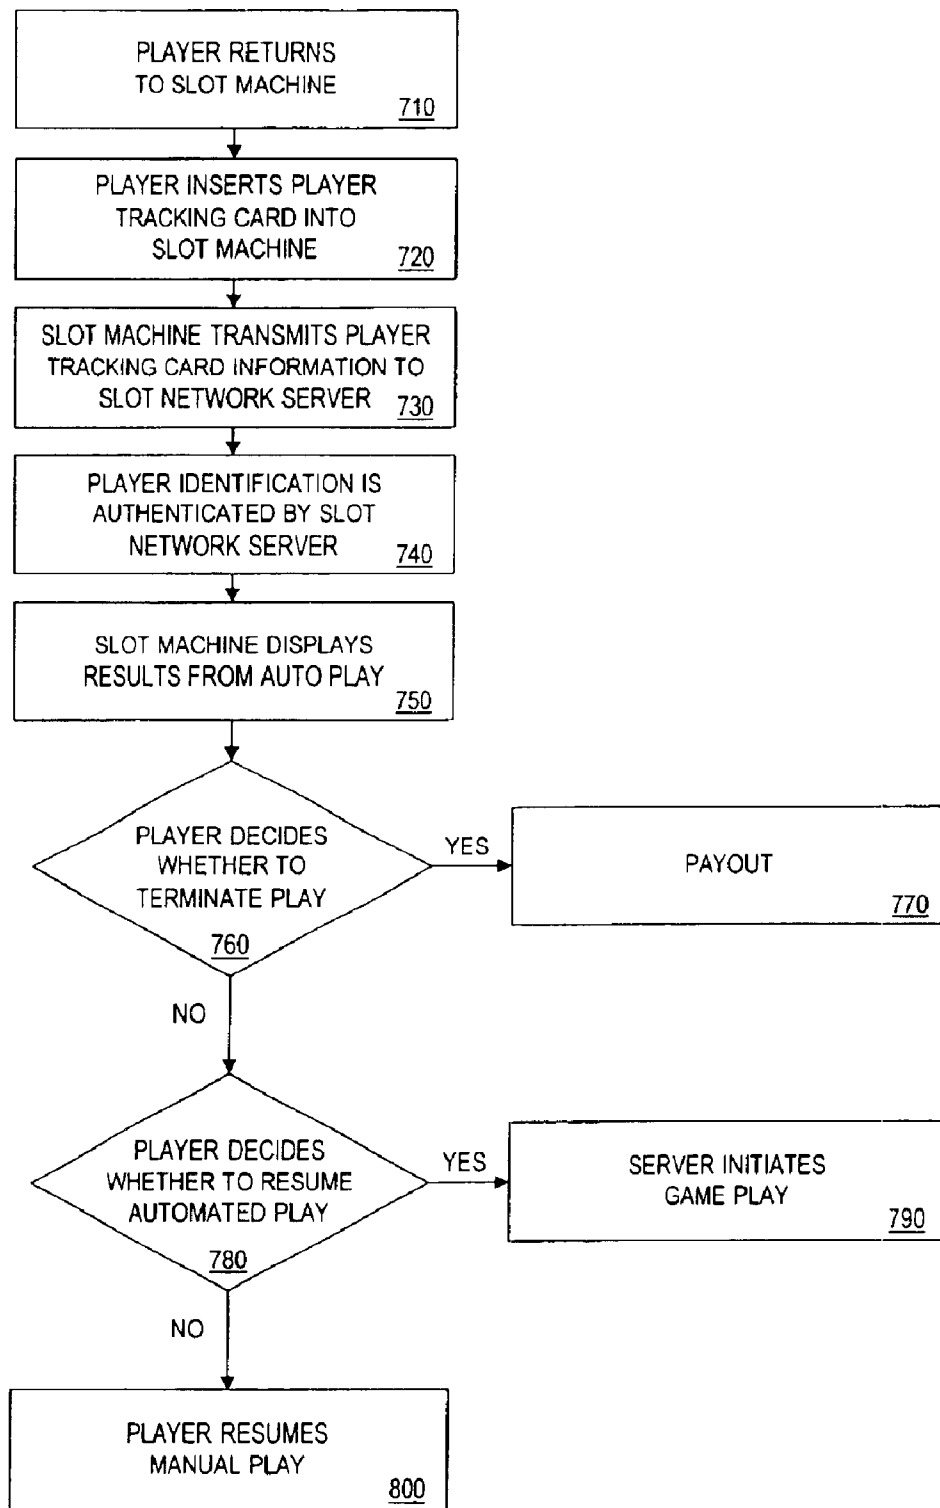 PLAYER RETURNS
TO SLOT MACHINE
710
PLAYER INSERTS PLAYER
TRACKING CARD INTO
SLOT MACHINE
720
SLOT MACHINE TRANSMITS PLAYER
TRACKING CARD INFORMATION TO
SLOT NETWORK SERVER
730
PLAYER IDENTIFICATION IS
AUTHENTICATED BY SLOT
NETWORK SERVER
740
SLOT MACHINE DISPLAYS
RESULTS FROM AUTO PLAY
750
PLAYER DECIDES
WHETHER TO
TERMINATE PLAY
760
YES
PAYOUT
770
NO
PLAYER DECIDES
WHETHER TO RESUME
AUTOMATED PLAY
780
YES
SERVER INITIATES
GAME PLAY
790
NO
PLAYER RESUMES
MANUAL PLAY
800